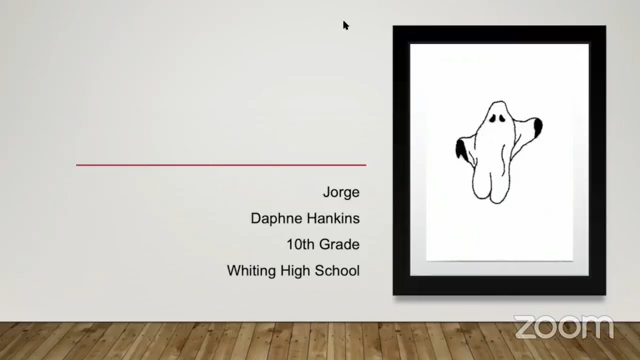 Jorge
Daphne Hankins
10th Grade
Whiting High School
zoom